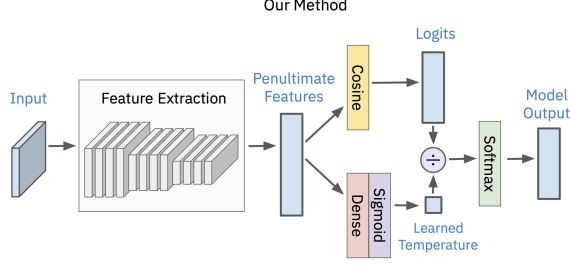 Our Method
Logits
Input
Feature Extraction
Penultimate
Features
Cosine
Model
Output
÷
Softmax
Dense
Sigmoid
Learned
Temperature